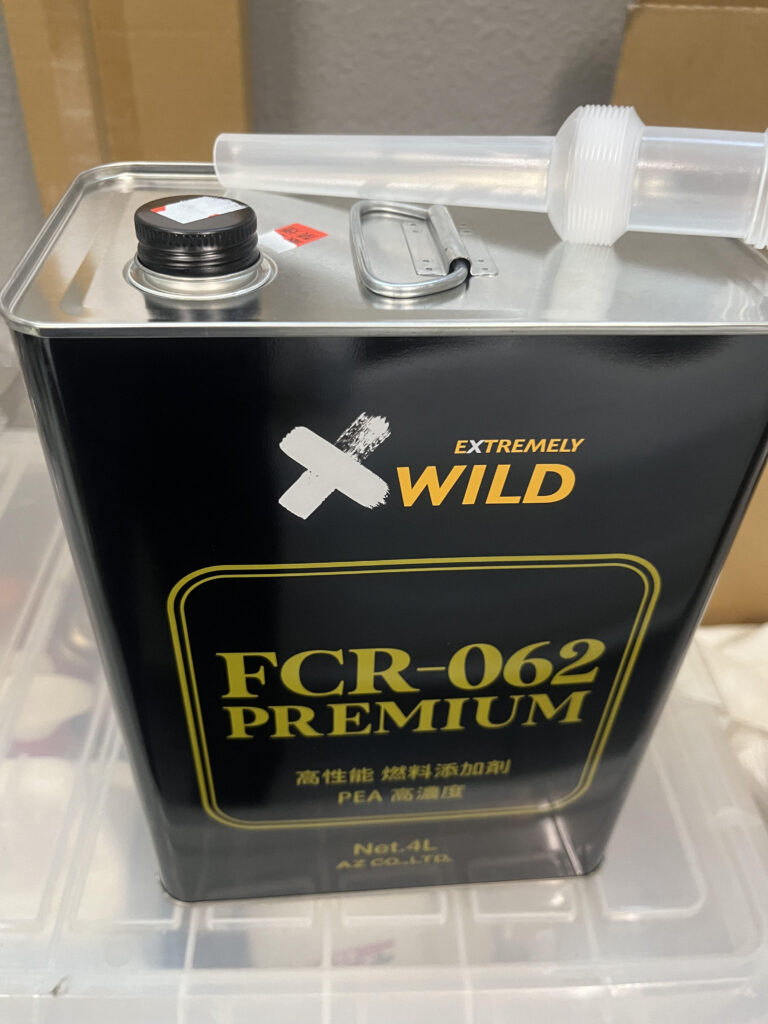 EXTREMELY
WILD
FCR-062
PREMIUM
高性能 燃料添加剤
PEA 高濃度
Net.4L
AZ CO.,LTD.